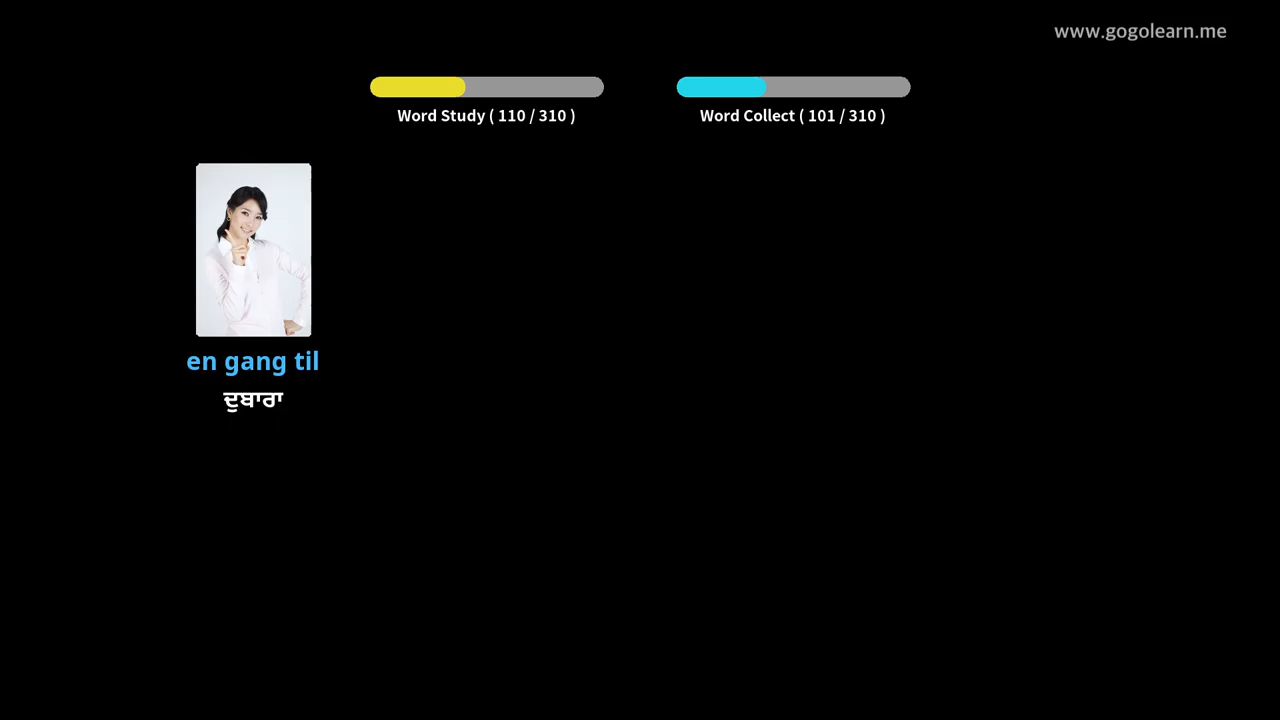 www.gogolearn.me
Word Study ( 110 / 310 )
Word Collect ( 101 / 310 )
en gang til
ਦੁਬਾਰਾ